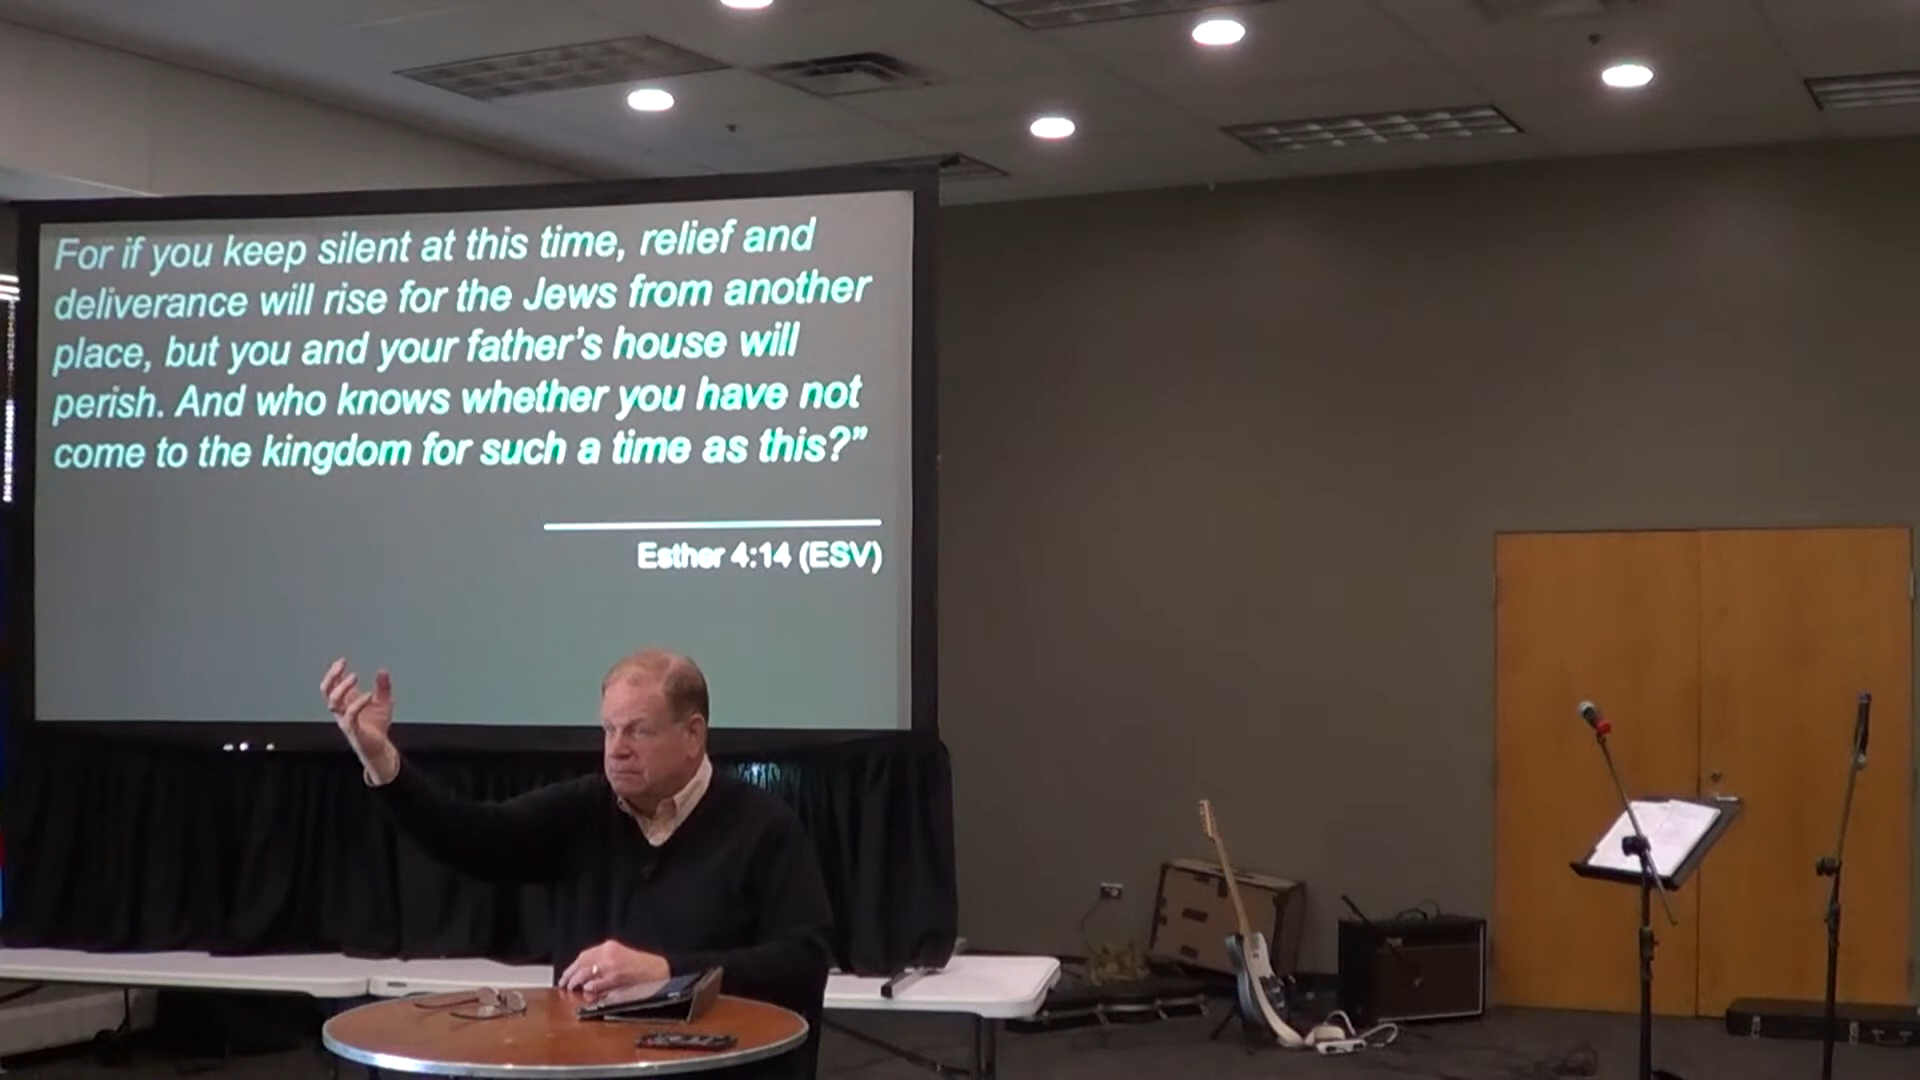 For if you keep silent at this time, relief and
deliverance will rise for the Jews from another
place, but you and your father’s house will
perish. And who knows whether you have not
come to the kingdom for such a time as this?”
Esther 4:14 (ESV)